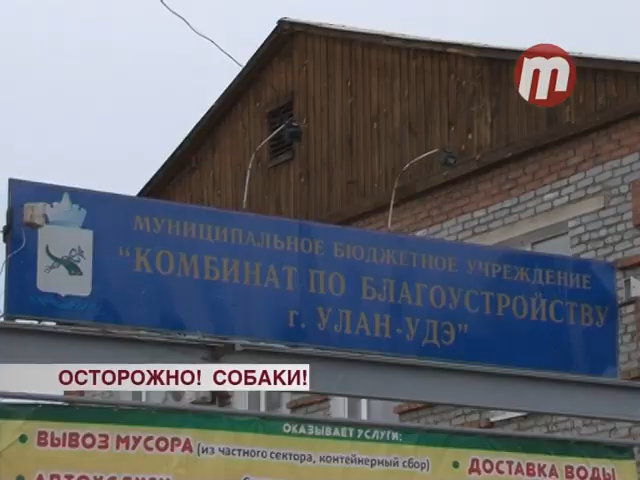 m
МУНИЦИПАЛЬНОЕ БЮДЖЕТНОЕ УЧРЕЖДЕНИЕ
"КОМБИНАТ ПО БЛАГОУСТРОЙСТВУ
г. УЛАН-УДЭ"
ОСТОРОЖНО! СОБАКИ!
ОКАЗЫВАЕТ УСЛУГИ:
• ВЫВОЗ МУСОРА (из частного сектора, контейнерный сбор)
• ДОСТАВКА ВОДЫ